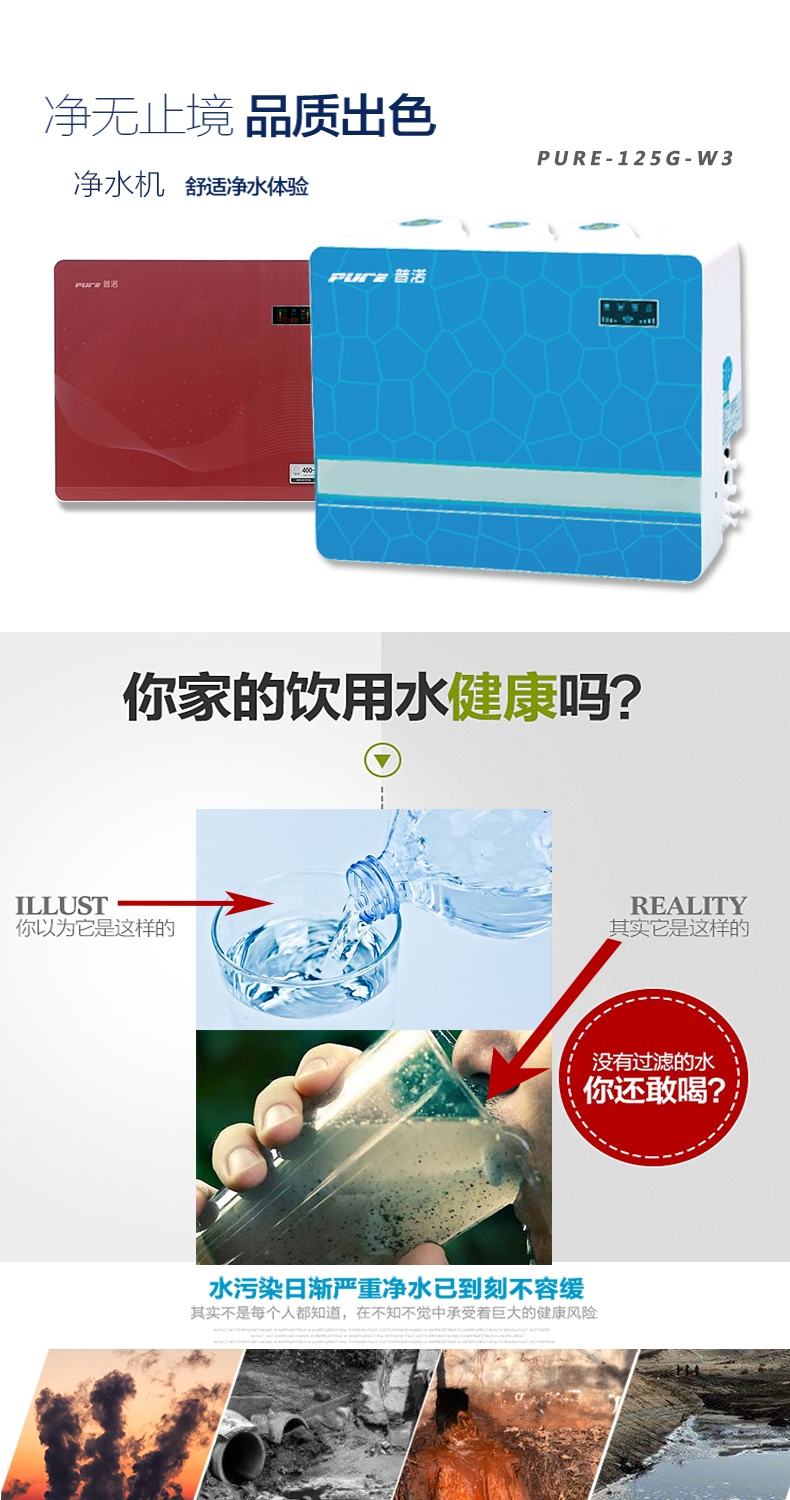 净无止境 品质出色
PURE-125G-W3
净水机 舒适净水体验
PURE 普诺
PURE 普诺
400-
你家的饮用水健康吗?
ILLUST
你以为它是这样的
REALITY
其实它是这样的
没有过滤的水
你还敢喝?
水污染日渐严重净水已到刻不容缓
其实不是每个人都知道，在不知不觉中承受着巨大的健康风险